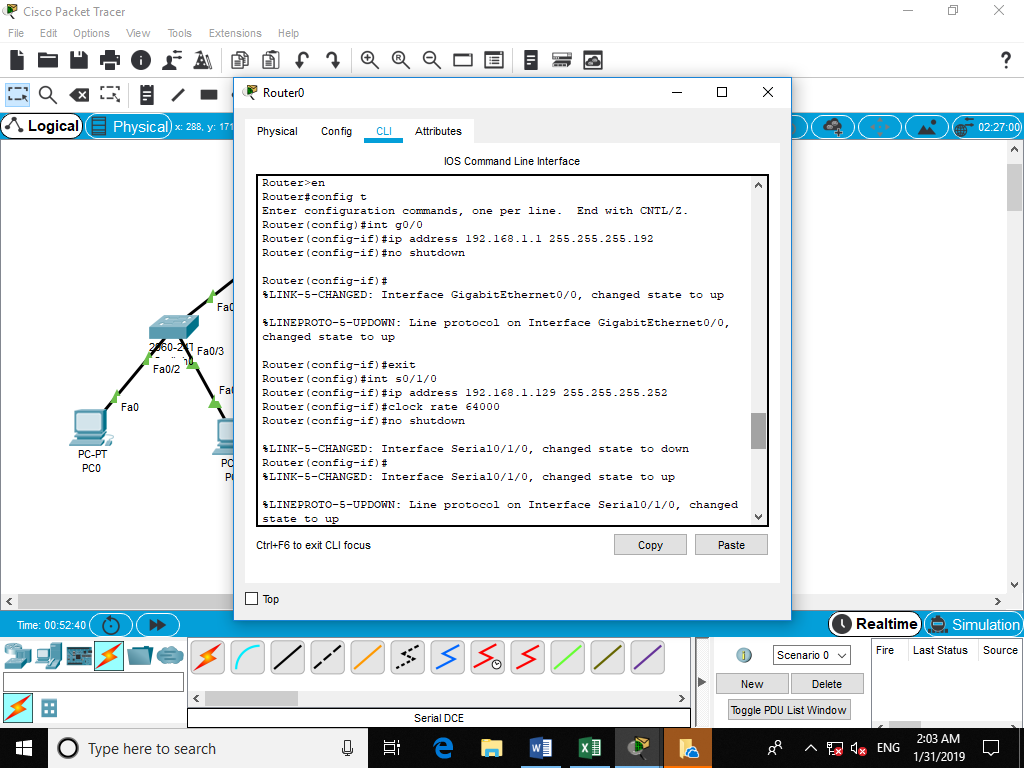 Cisco Packet Tracer
File Edit Options View Tools Extensions Help
Logical
Physical
x: 288, y: 171
02:27:00
Router0
Physical Config CLI Attributes
IOS Command Line Interface
Router>en
Router#config t
Enter configuration commands, one per line.  End with CNTL/Z.
Router(config)#int g0/0
Router(config-if)#ip address 192.168.1.1 255.255.255.192
Router(config-if)#no shutdown
Router(config-if)#
%LINK-5-CHANGED: Interface GigabitEthernet0/0, changed state to up
%LINEPROTO-5-UPDOWN: Line protocol on Interface GigabitEthernet0/0,
changed state to up
Router(config-if)#exit
Router(config)#int s0/1/0
Router(config-if)#ip address 192.168.1.129 255.255.255.252
Router(config-if)#clock rate 64000
Router(config-if)#no shutdown
%LINK-5-CHANGED: Interface Serial0/1/0, changed state to down
Router(config-if)#
%LINK-5-CHANGED: Interface Serial0/1/0, changed state to up
%LINEPROTO-5-UPDOWN: Line protocol on Interface Serial0/1/0, changed
state to up
Ctrl+F6 to exit CLI focus
Copy
Paste
Top
Fa0
Fa0/3
Fa0/2
Fa0
Fa
PC-PT
PC0
PC
Time: 00:52:40
Realtime
Simulation
Scenario 0
New
Delete
Toggle PDU List Window
Fire Last Status Source
Serial DCE
Type here to search
ENG
2:03 AM
1/31/2019